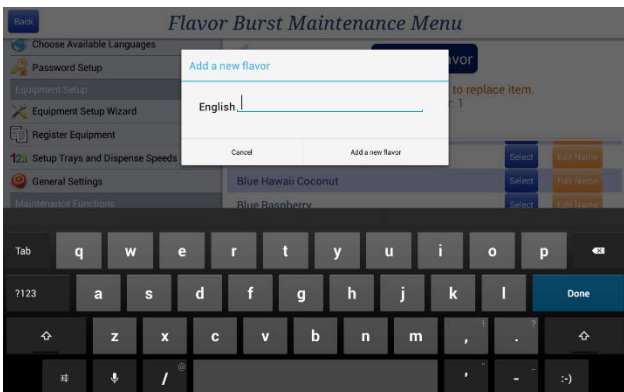 Back
Flavor Burst Maintenance Menu
Choose Available Languages
Password Setup
Equipment Setup
Equipment Setup Wizard
Register Equipment
123 Setup Trays and Dispense Speeds
General Settings
Maintenance Functions
vor
to replace item.
r: 1
Add a new flavor
English
Cancel
Add a new flavor
Select
Edit Name
Blue Hawaii Coconut
Select
Edit Name
Blue Raspberry
Select
Edit Name
Tab q w e r t y u i o p
?123 a s d f g h j k l Done
z x c v b n m , ! . ?
/ @ ' " - _ :-)